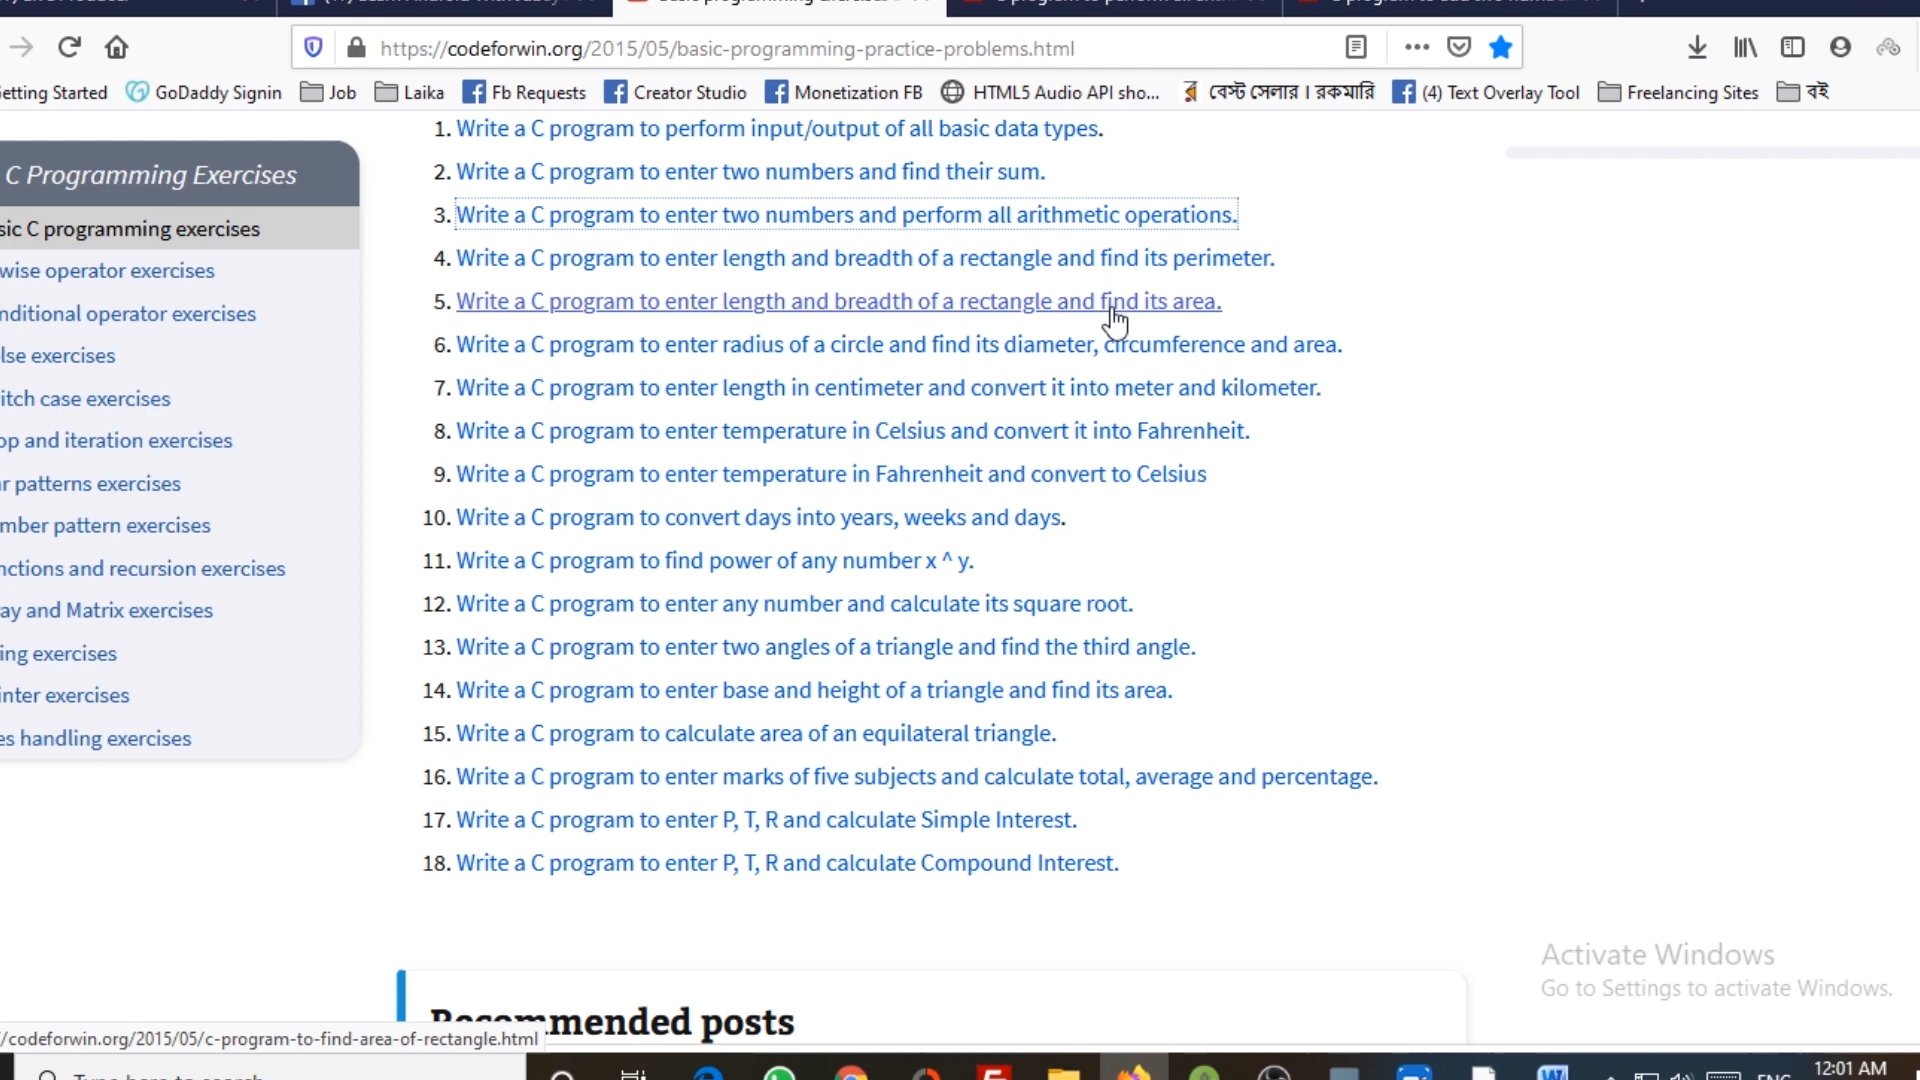 https://codeforwin.org/2015/05/basic-programming-practice-problems.html
etting Started GoDaddy Signin Job Laika Fb Requests Creator Studio Monetization FB HTML5 Audio API sho... বেস্ট সেলার । রকমারি (4) Text Overlay Tool Freelancing Sites বই
C Programming Exercises
sic C programming exercises
wise operator exercises
nditional operator exercises
lse exercises
itch case exercises
op and iteration exercises
r patterns exercises
mber pattern exercises
nctions and recursion exercises
ay and Matrix exercises
ing exercises
inter exercises
es handling exercises
1. Write a C program to perform input/output of all basic data types.
2. Write a C program to enter two numbers and find their sum.
3. Write a C program to enter two numbers and perform all arithmetic operations.
4. Write a C program to enter length and breadth of a rectangle and find its perimeter.
5. Write a C program to enter length and breadth of a rectangle and find its area.
6. Write a C program to enter radius of a circle and find its diameter, circumference and area.
7. Write a C program to enter length in centimeter and convert it into meter and kilometer.
8. Write a C program to enter temperature in Celsius and convert it into Fahrenheit.
9. Write a C program to enter temperature in Fahrenheit and convert to Celsius
10. Write a C program to convert days into years, weeks and days.
11. Write a C program to find power of any number x ^ y.
12. Write a C program to enter any number and calculate its square root.
13. Write a C program to enter two angles of a triangle and find the third angle.
14. Write a C program to enter base and height of a triangle and find its area.
15. Write a C program to calculate area of an equilateral triangle.
16. Write a C program to enter marks of five subjects and calculate total, average and percentage.
17. Write a C program to enter P, T, R and calculate Simple Interest.
18. Write a C program to enter P, T, R and calculate Compound Interest.
Activate Windows
Go to Settings to activate Windows.
Recommended posts
/codeforwin.org/2015/05/c-program-to-find-area-of-rectangle.html
Type here to search
ENG
12:01 AM